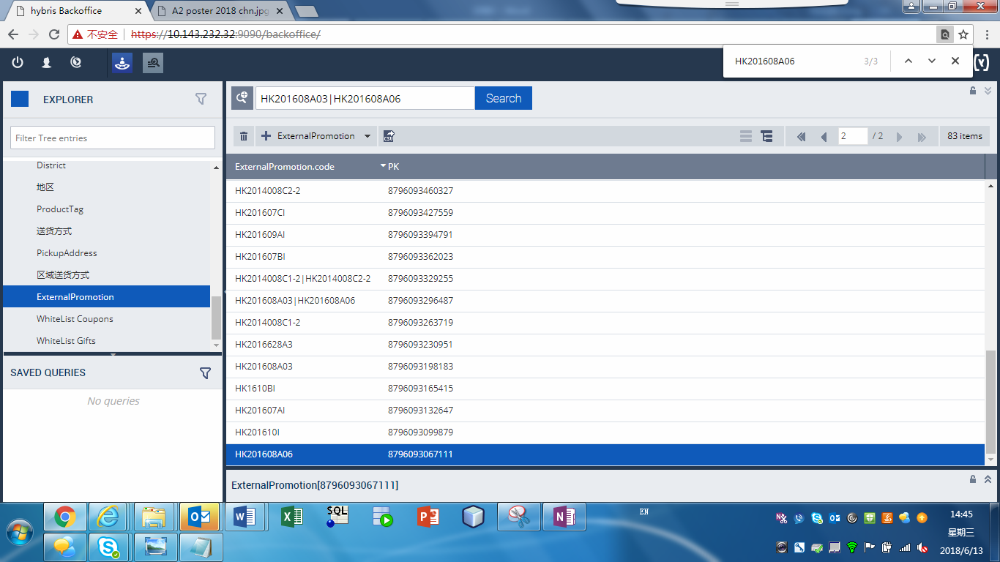 hybris Backoffice
A2 poster 2018 chn.jpg
不安全 https://10.143.232.32:9090/backoffice/
HK201608A06 3/3
EXPLORER
HK201608A03|HK201608A06 Search
Filter Tree entries
ExternalPromotion
CSV
2 / 2
83 items
ExternalPromotion.code PK
District
地区
ProductTag
送货方式
PickupAddress
区域送货方式
ExternalPromotion
WhiteList Coupons
WhiteList Gifts
HK2014008C2-2 8796093460327
HK201607CI 8796093427559
HK201609AI 8796093394791
HK201607BI 8796093362023
HK2014008C1-2|HK2014008C2-2 8796093329255
HK201608A03|HK201608A06 8796093296487
HK2014008C1-2 8796093263719
HK2016628A3 8796093230951
HK201608A03 8796093198183
HK1610BI 8796093165415
HK201607AI 8796093132647
HK201610I 8796093099879
HK201608A06 8796093067111
SAVED QUERIES
No queries
ExternalPromotion[8796093067111]
SQL
EN
14:45
星期三
2018/6/13